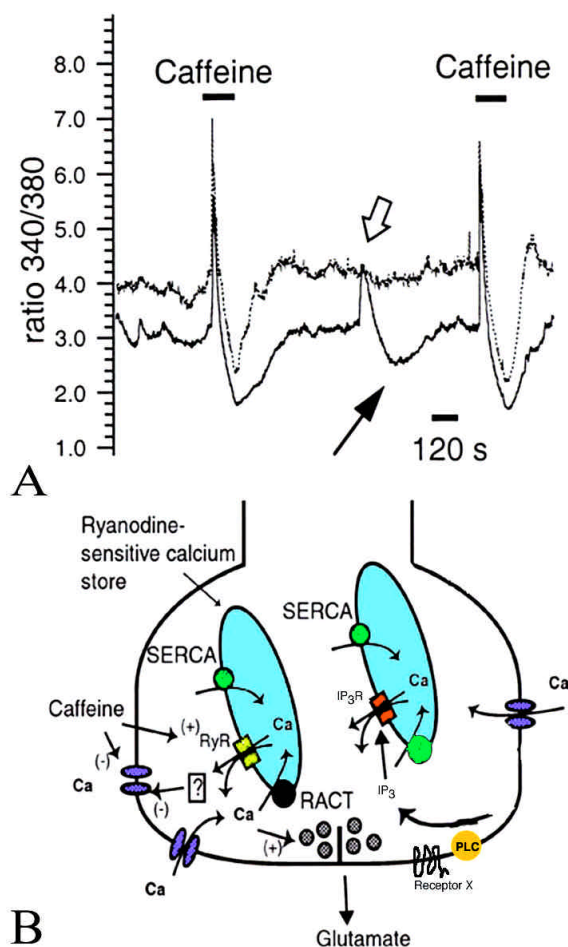 8.0
7.0
6.0
5.0
4.0
3.0
2.0
1.0
ratio 340/380
Caffeine
Caffeine
120 s
A
Ryanodine-
sensitive calcium
store
SERCA
SERCA
Caffeine
(+)
RyR
Ca
IP3R
Ca
Ca
(-)
Ca
?
(-)
Ca
RACT
IP3
(+)
PLC
Receptor X
Ca
Glutamate
B